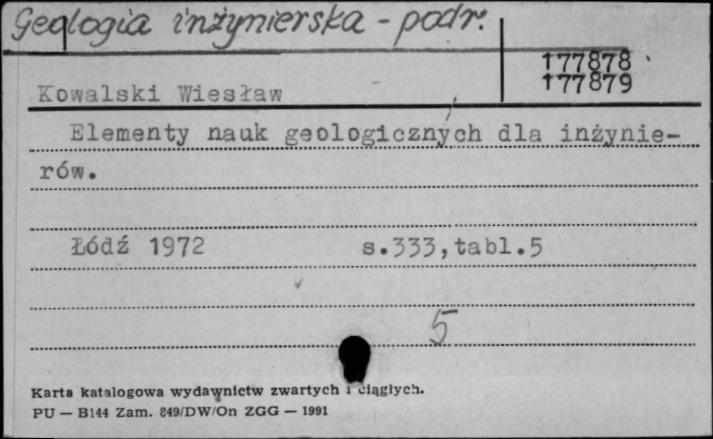 Geologia inżynierska - podr.
177878
177879
Kowalski Wiesław
Elementy nauk geologicznych dla inżynie-
rów.
Łódź 1972 s.333,tabl.5
5
Karta katalogowa wydawnictw zwartych i ciągłych.
PU — B144 Zam. 849/DW/On ZGG — 1991